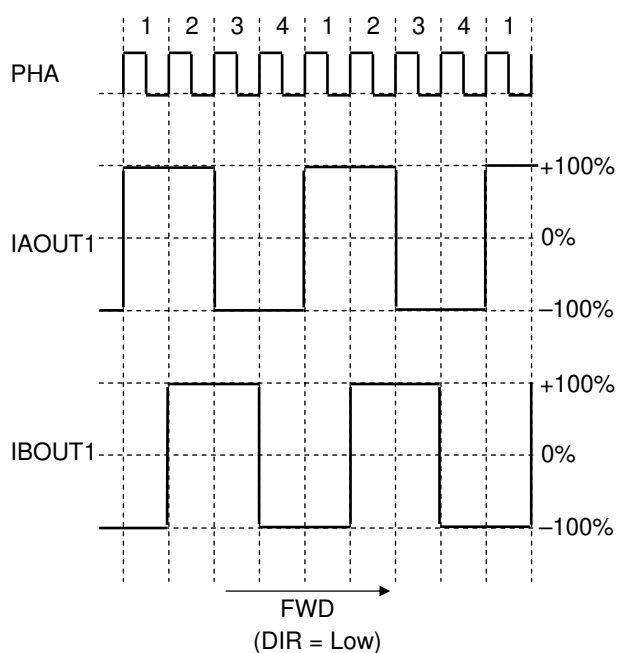 1 2 3 4 1 2 3 4 1
PHA
+100%
IAOUT1
0%
–100%
+100%
IBOUT1
0%
–100%
FWD
(DIR = Low)